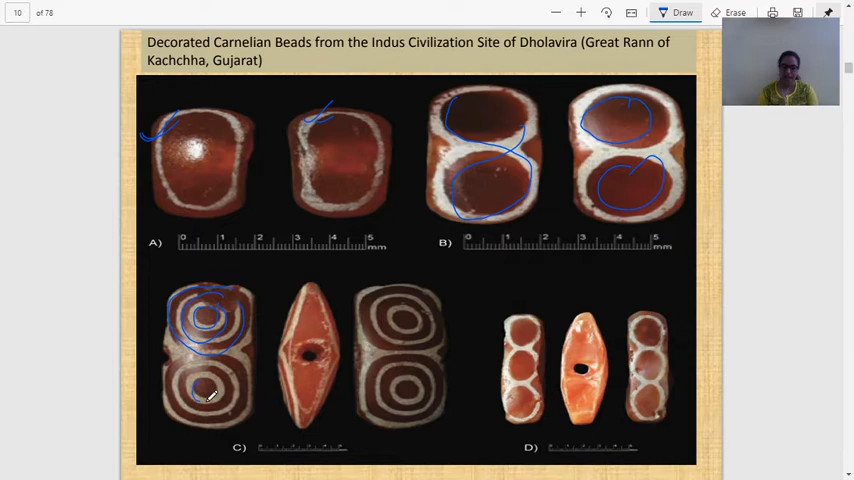 10 of 78
Draw
Erase
Decorated Carnelian Beads from the Indus Civilization Site of Dholavira (Great Rann of
Kachchha, Gujarat)
A) 0 1 2 3 4 5
mm
B) 0 1 2 3 4 5
mm
C)
D)